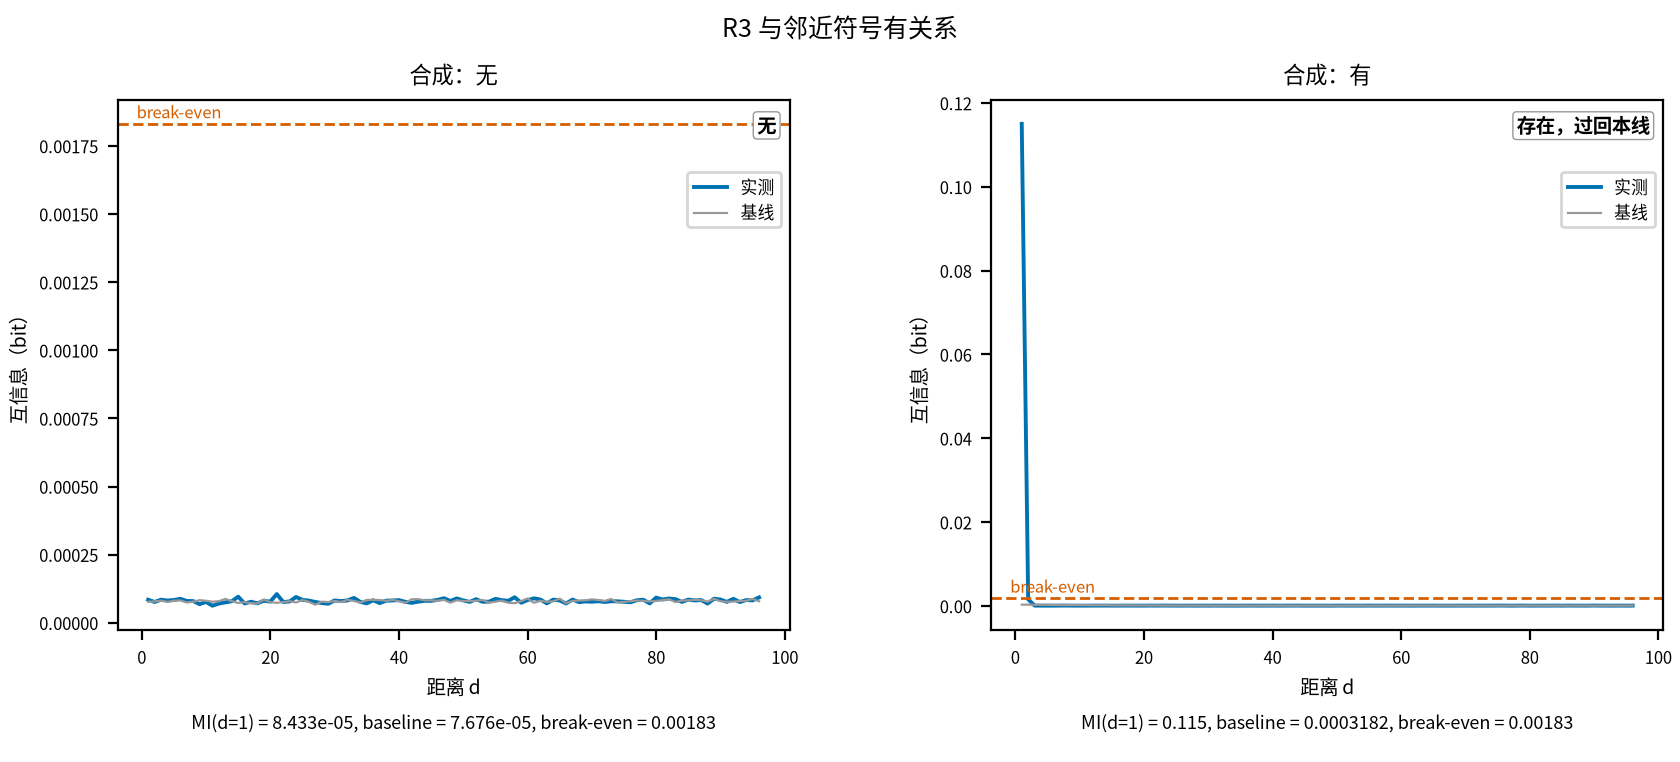 R3 与邻近符号有关系
合成：无
break-even
无
实测
基线
0.00175
0.00150
0.00125
0.00100
0.00075
0.00050
0.00025
0.00000
互信息（bit）
0
20
40
60
80
100
距离 d
MI(d=1) = 8.433e-05, baseline = 7.676e-05, break-even = 0.00183
合成：有
存在，过回本线
实测
基线
0.12
0.10
0.08
0.06
0.04
0.02
0.00
break-even
互信息（bit）
0
20
40
60
80
100
距离 d
MI(d=1) = 0.115, baseline = 0.0003182, break-even = 0.00183